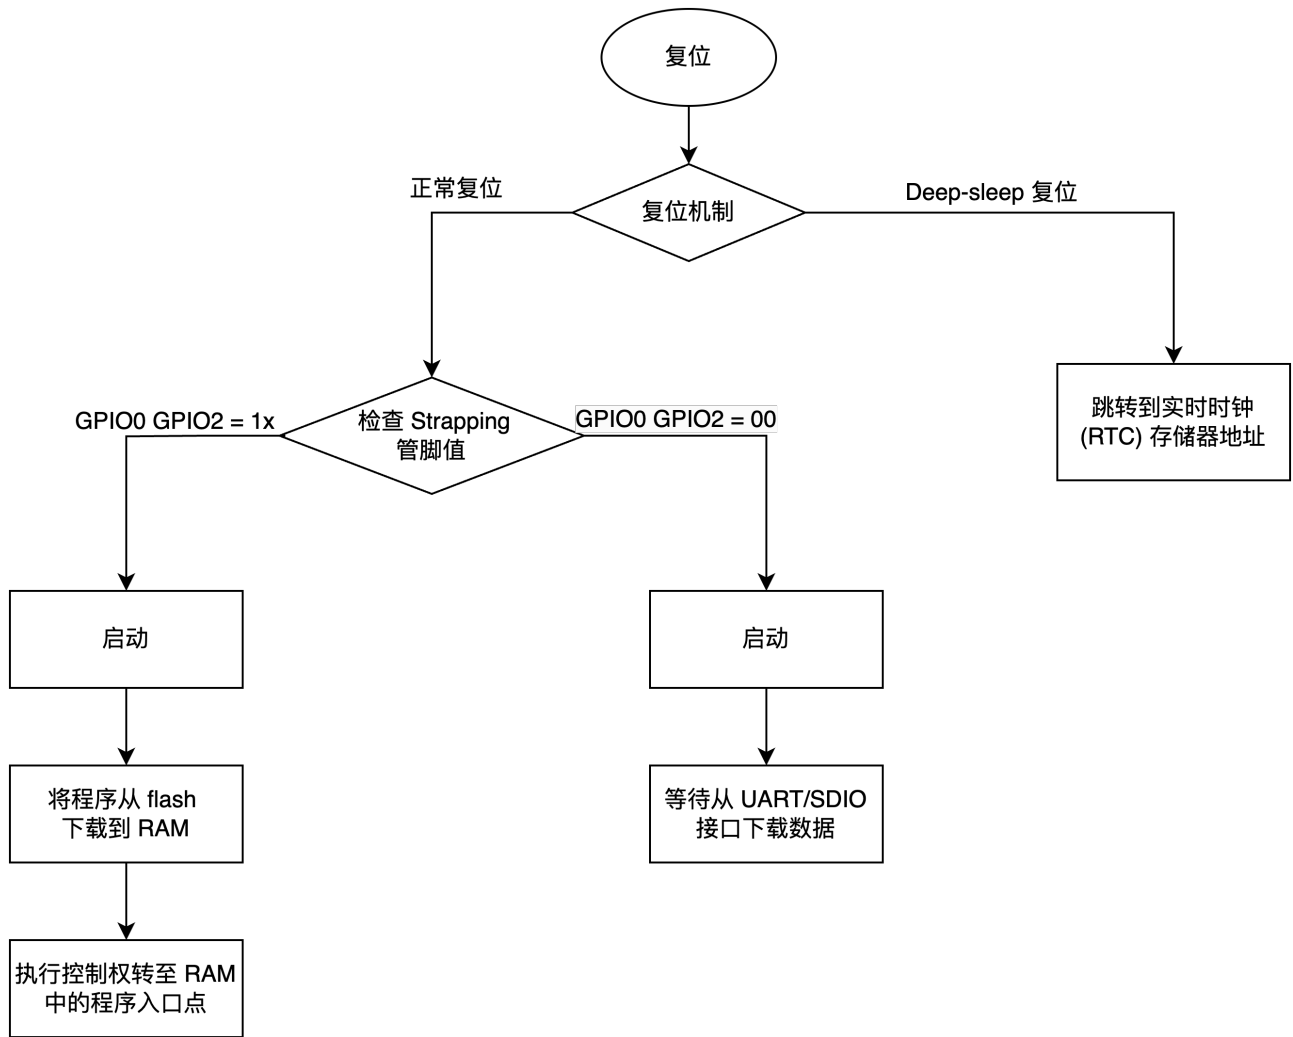 复位
正常复位
复位机制
Deep-sleep 复位
GPIO0 GPIO2 = 1x
检查 Strapping
管脚值
GPIO0 GPIO2 = 00
跳转到实时时钟
(RTC) 存储器地址
启动
启动
将程序从 flash
下载到 RAM
等待从 UART/SDIO
接口下载数据
执行控制权转至 RAM
中的程序入口点